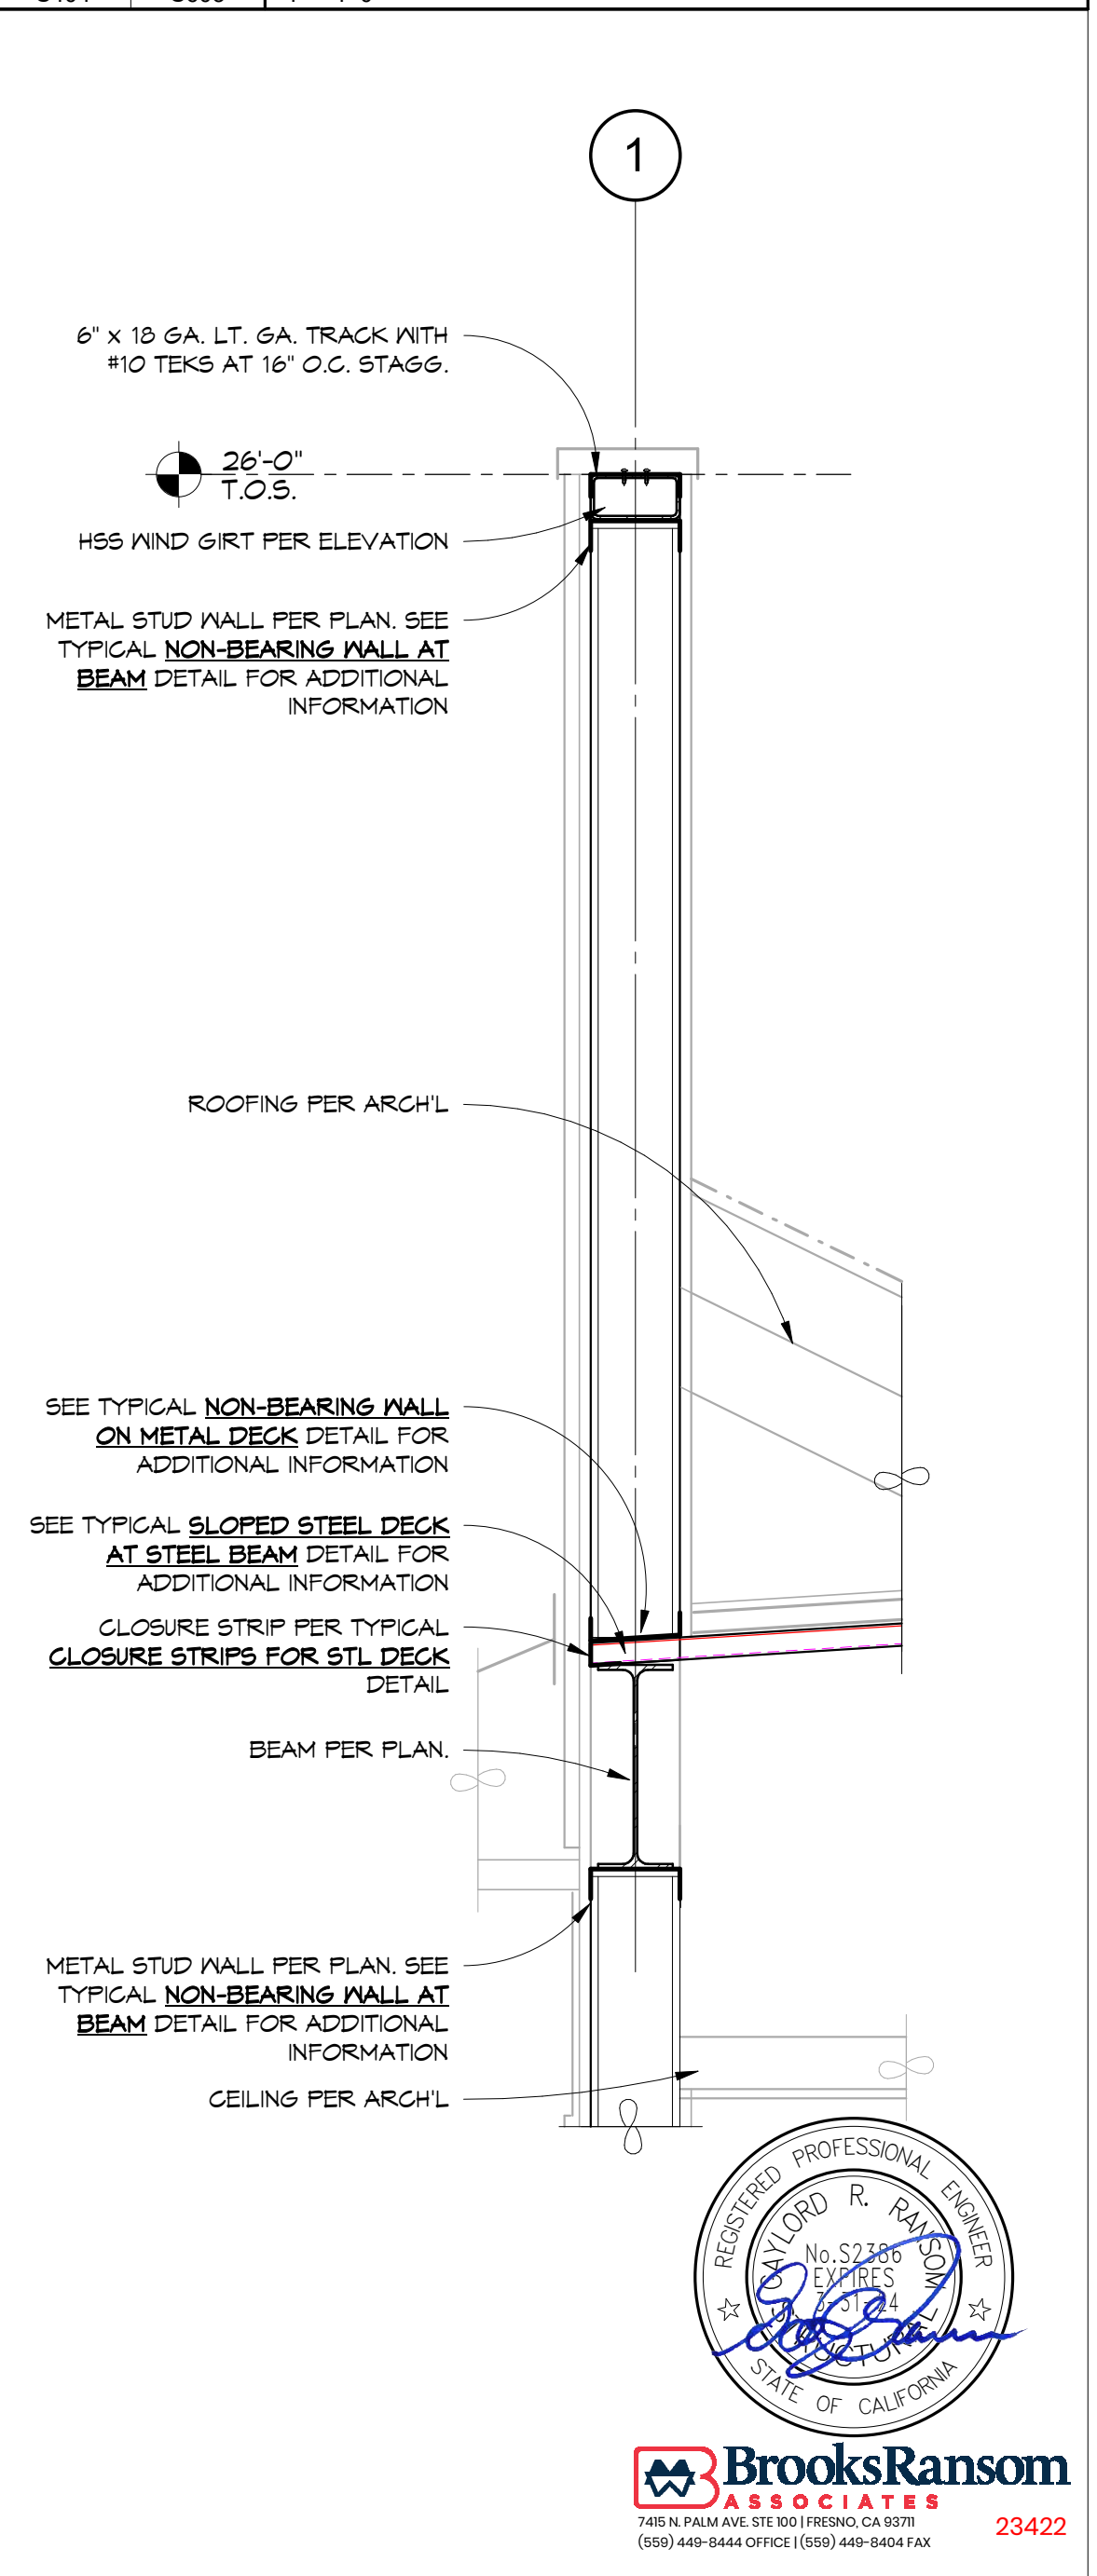 1
6" x 18 GA. LT. GA. TRACK WITH
#10 TEKS AT 16" O.C. STAGG.
26'-0"
T.O.S.
HSS WIND GIRT PER ELEVATION
METAL STUD WALL PER PLAN. SEE
TYPICAL NON-BEARING WALL AT
BEAM DETAIL FOR ADDITIONAL
INFORMATION
ROOFING PER ARCH'L
SEE TYPICAL NON-BEARING WALL
ON METAL DECK DETAIL FOR
ADDITIONAL INFORMATION
SEE TYPICAL SLOPED STEEL DECK
AT STEEL BEAM DETAIL FOR
ADDITIONAL INFORMATION
CLOSURE STRIP PER TYPICAL
CLOSURE STRIPS FOR STL DECK
DETAIL
BEAM PER PLAN.
METAL STUD WALL PER PLAN. SEE
TYPICAL NON-BEARING WALL AT
BEAM DETAIL FOR ADDITIONAL
INFORMATION
CEILING PER ARCH'L
REGISTERED PROFESSIONAL ENGINEER
GAYLORD R. RANSOM
No.S2386
EXPIRES
3-31-24
STRUCTURAL
STATE OF CALIFORNIA
BrooksRansom
ASSOCIATES
7415 N. PALM AVE. STE 100 | FRESNO, CA 93711
(559) 449-8444 OFFICE | (559) 449-8404 FAX
23422